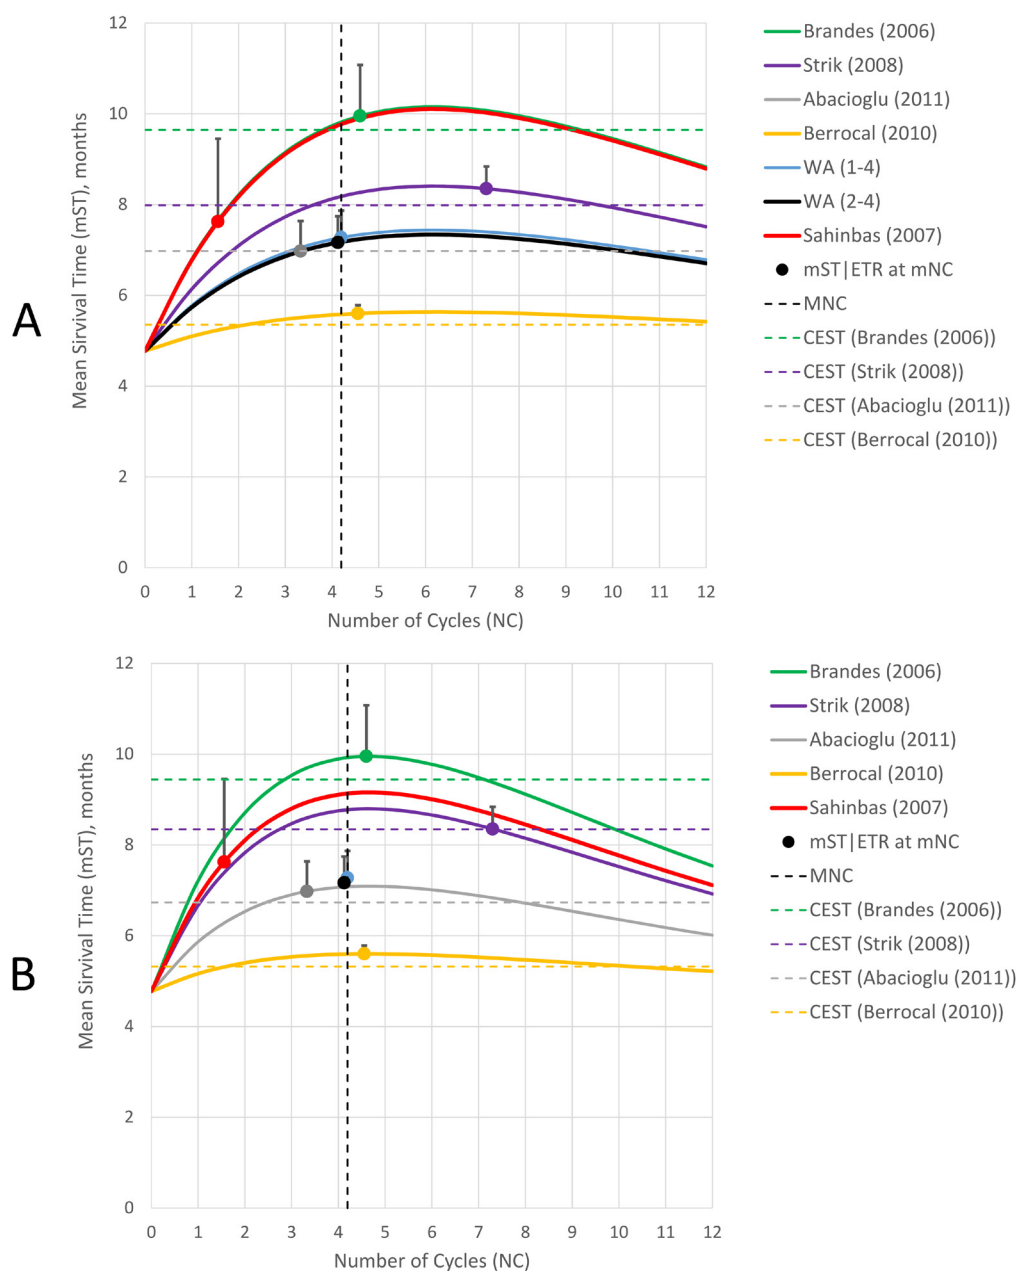 A
Mean Sirvival Time (mST), months
12
10
8
6
4
2
0
0 1 2 3 4 5 6 7 8 9 10 11 12
Number of Cycles (NC)
Brandes (2006)
Strik (2008)
Abacioglu (2011)
Berrocal (2010)
WA (1-4)
WA (2-4)
Sahinbas (2007)
mST|ETR at mNC
MNC
CEST (Brandes (2006))
CEST (Strik (2008))
CEST (Abacioglu (2011))
CEST (Berrocal (2010))
B
Mean Sirvival Time (mST), months
12
10
8
6
4
2
0
0 1 2 3 4 5 6 7 8 9 10 11 12
Number of Cycles (NC)
Brandes (2006)
Strik (2008)
Abacioglu (2011)
Berrocal (2010)
Sahinbas (2007)
mST|ETR at mNC
MNC
CEST (Brandes (2006))
CEST (Strik (2008))
CEST (Abacioglu (2011))
CEST (Berrocal (2010))